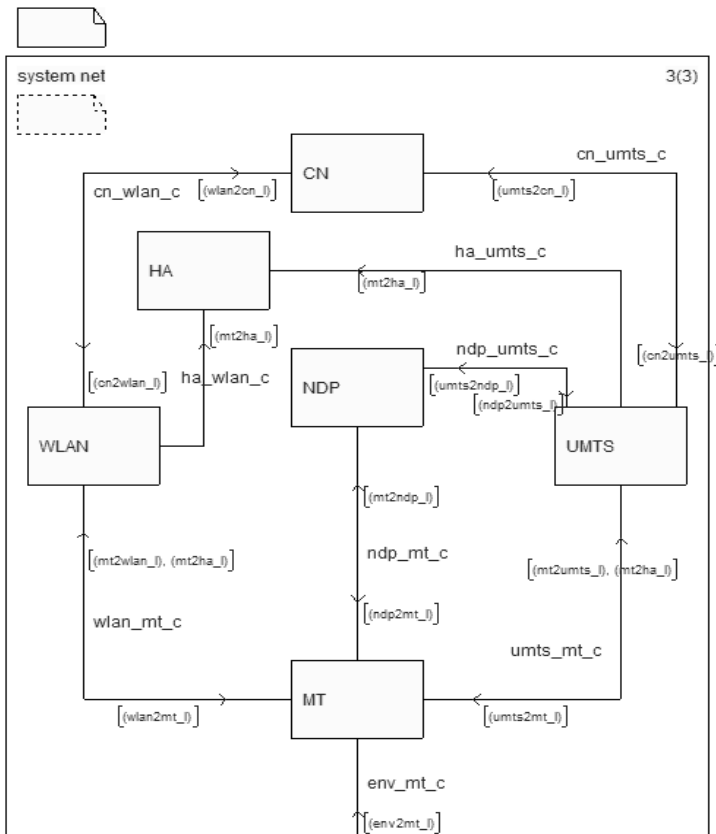 system net
3(3)
cn_umts_c
CN
cn_wlan_c
[(wlan2cn_l)]
[(umts2cn_l)]
ha_umts_c
HA
[(mt2ha_l)]
[(mt2ha_l)]
ndp_umts_c
[(cn2umts_l)]
[(cn2wlan_l)]
ha_wlan_c
NDP
[(umts2ndp_l)]
[(ndp2umts_l)]
WLAN
UMTS
[(mt2ndp_l)]
[(mt2wlan_l), (mt2ha_l)]
ndp_mt_c
[(mt2umts_l), (mt2ha_l)]
wlan_mt_c
[(ndp2mt_l)]
umts_mt_c
MT
[(wlan2mt_l)]
[(umts2mt_l)]
env_mt_c
[(env2mt_l)]